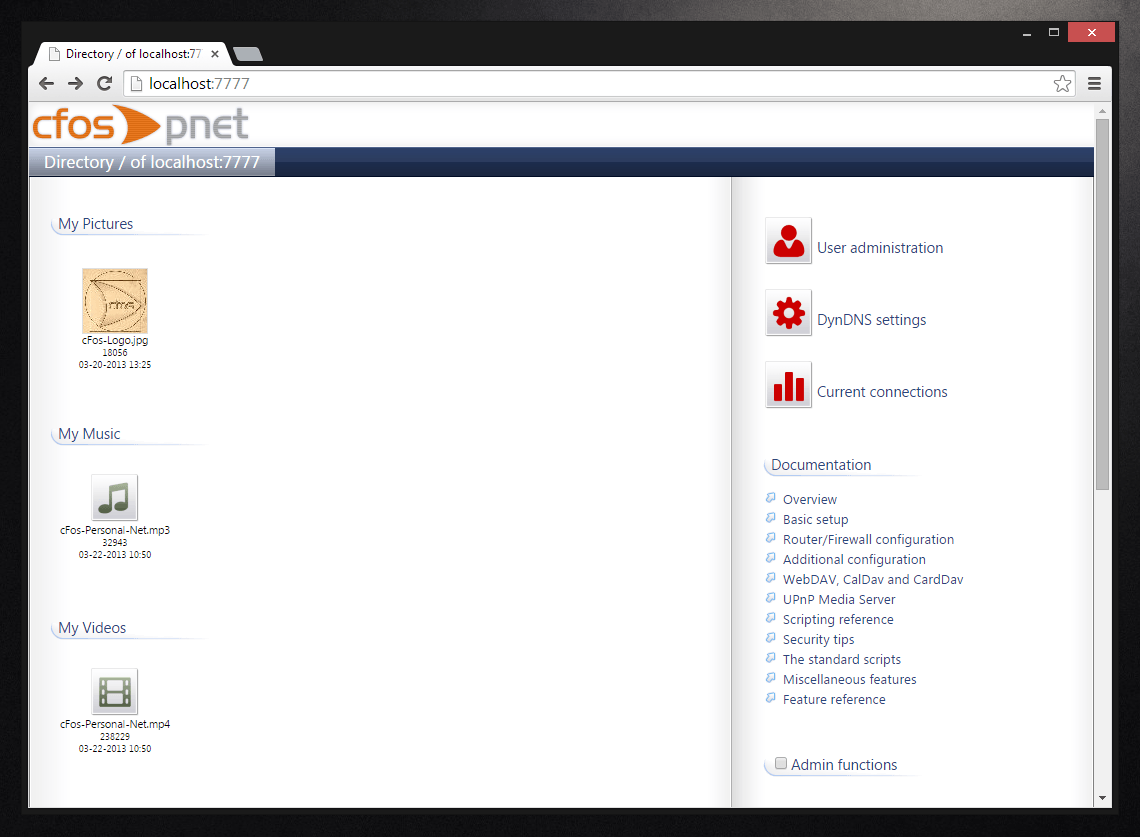 Directory / of localhost:77
localhost:7777
cfos pnet
Directory / of localhost:7777
My Pictures
cfos
cFos-Logo.jpg
18056
03-20-2013 13:25
My Music
cFos-Personal-Net.mp3
32943
03-22-2013 10:50
My Videos
cFos-Personal-Net.mp4
238229
03-22-2013 10:50
User administration
DynDNS settings
Current connections
Documentation
Overview
Basic setup
Router/Firewall configuration
Additional configuration
WebDAV, CalDav and CardDav
UPnP Media Server
Scripting reference
Security tips
The standard scripts
Miscellaneous features
Feature reference
Admin functions